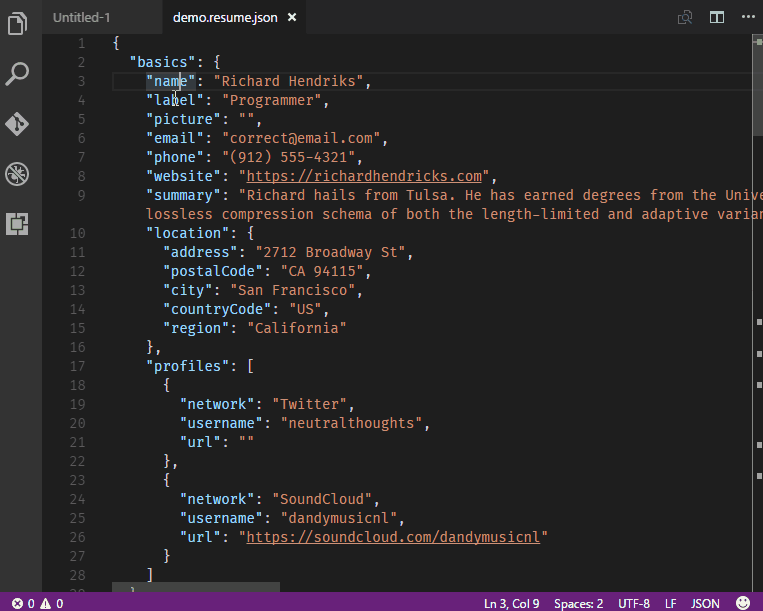 Untitled-1 demo.resume.json
1 {
2 "basics": {
3 "name": "Richard Hendriks",
4 "label": "Programmer",
5 "picture": "",
6 "email": "correct@email.com",
7 "phone": "(912) 555-4321",
8 "website": "https://richardhendricks.com",
9 "summary": "Richard hails from Tulsa. He has earned degrees from the
lossless compression schema of both the length-limited and adaptive
10 "location": {
11 "address": "2712 Broadway St",
12 "postalCode": "CA 94115",
13 "city": "San Francisco",
14 "countryCode": "US",
15 "region": "California"
16 },
17 "profiles": [
18 {
19 "network": "Twitter",
20 "username": "neutralthoughts",
21 "url": ""
22 },
23 {
24 "network": "SoundCloud",
25 "username": "dandymusicnl",
26 "url": "https://soundcloud.com/dandymusicnl"
27 }
28 ]
0 0 Ln 3, Col 9 Spaces: 2 UTF-8 LF JSON